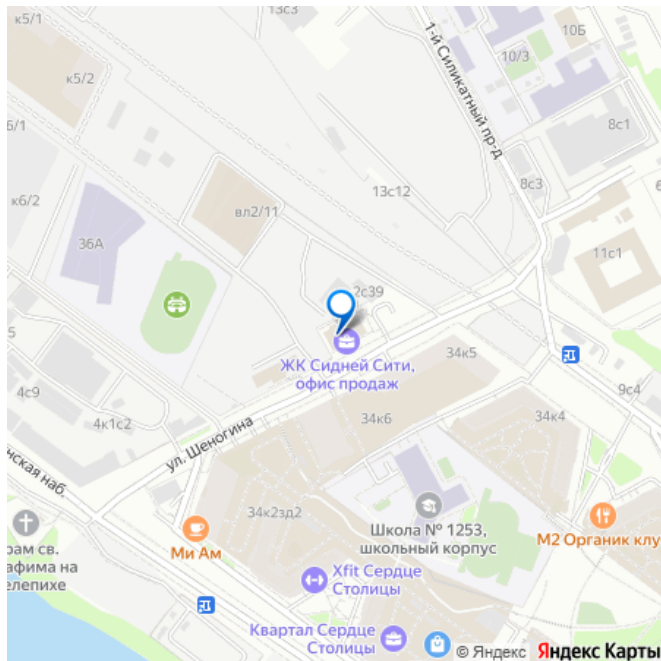 13с3
к5/2
10Б
10/3
1-й Силикатный пр-д
6/1
8с1
8с3
13с12
к6/2
вл2/11
36А
11с1
2с39
ЖК Сидней Сити,
офис продаж
34к5
5
4с9
9с4
4к1с2
34к6
34к4
ул. Шеногина
нская наб.
34к2зд2
Школа № 1253,
школьный корпус
М2 Органик клу
Ми Ам
рам св.
афима на
елепихе
Xfit Сердце
Столицы
Квартал Сердце
Столицы
© Яндекс Яндекс Карты